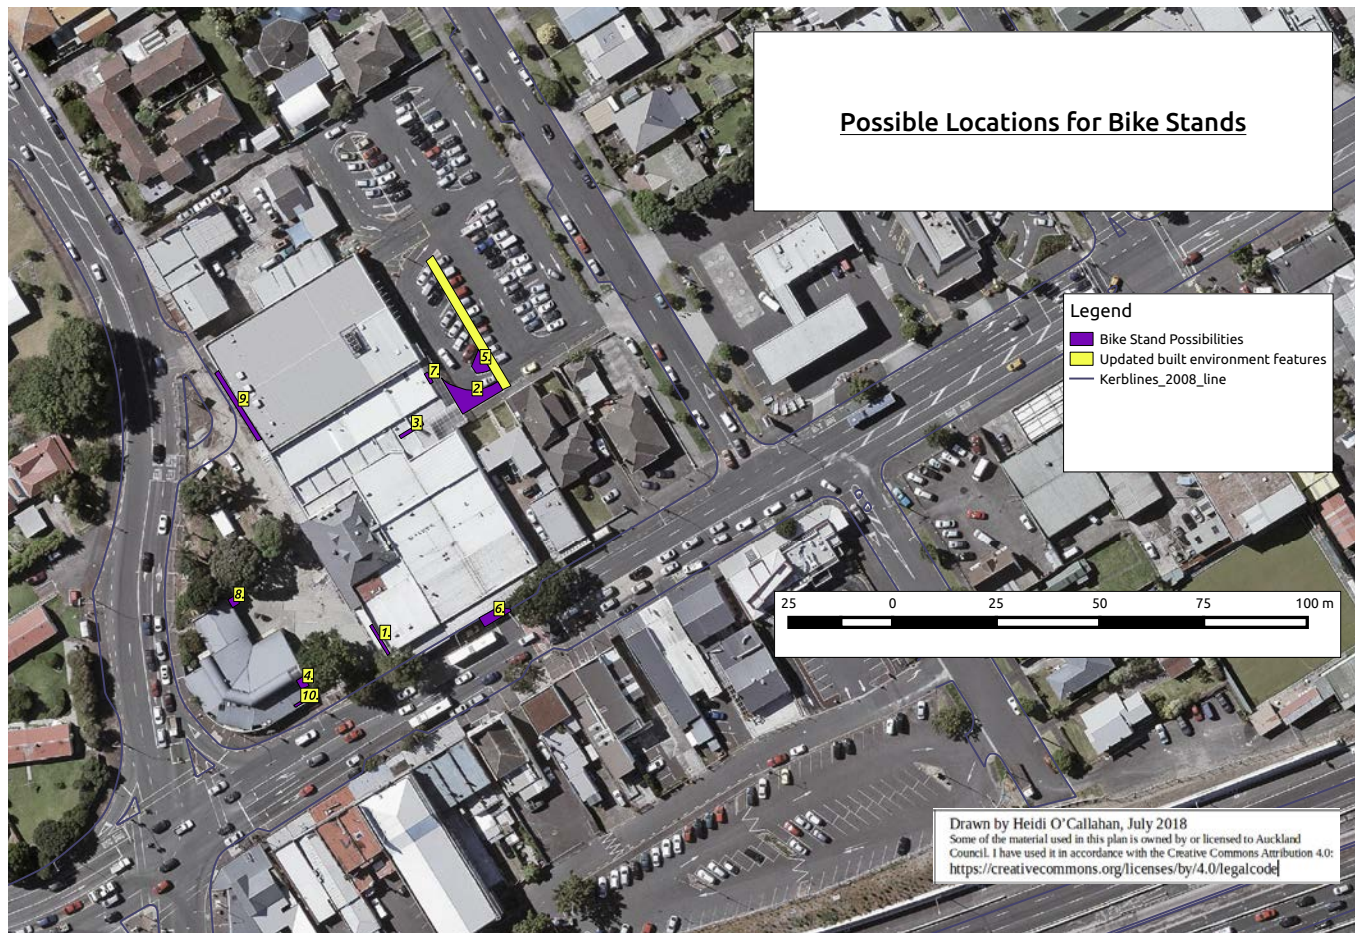 Possible Locations for Bike Stands
Legend
Bike Stand Possibilities
Updated built environment features
Kerblines_2008_line
5.
7.
2.
9.
3.
8.
6.
1.
4.
10.
25 0 25 50 75 100 m
Drawn by Heidi O'Callahan, July 2018
Some of the material used in this plan is owned by or licensed to Auckland
Council. I have used it in accordance with the Creative Commons Attribution 4.0:
https://creativecommons.org/licenses/by/4.0/legalcode